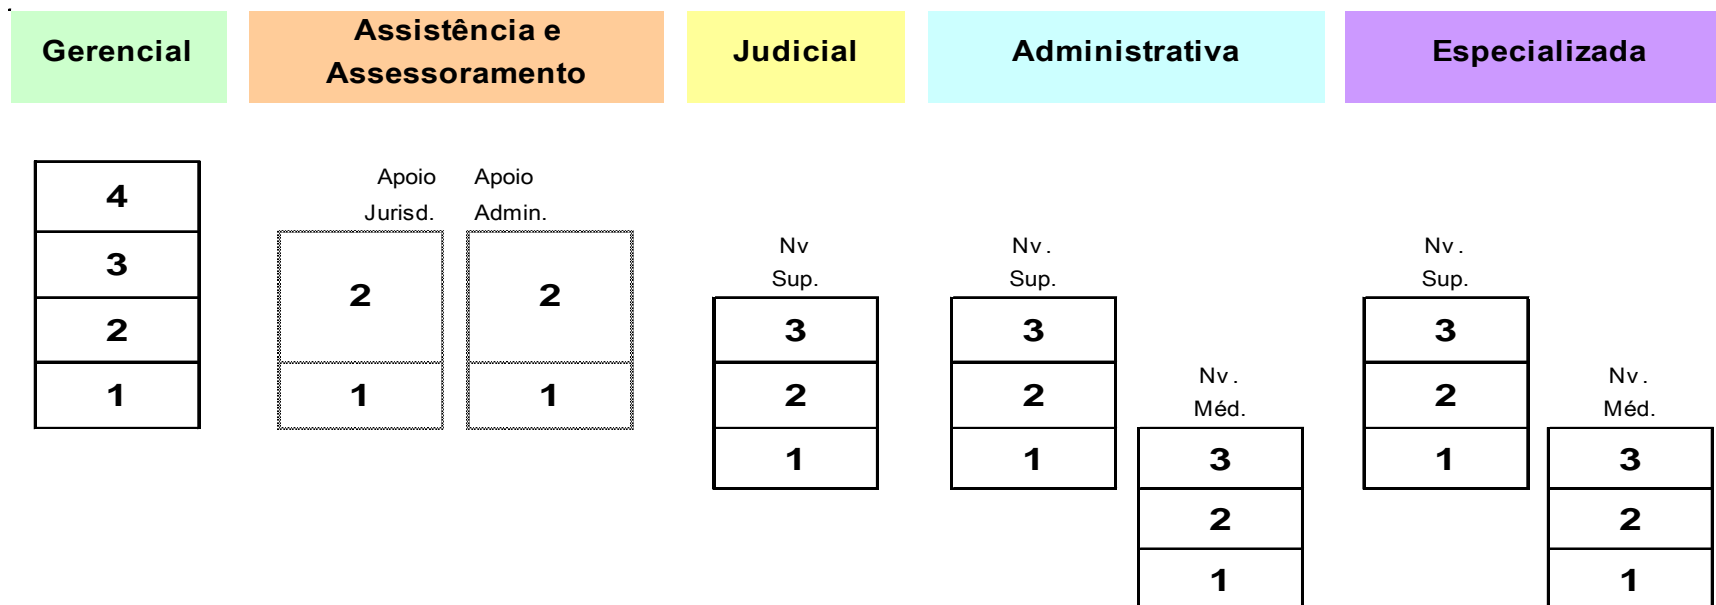 Gerencial
Assistência e
Assessoramento
Judicial
Administrativa
Especializada
4
3
2
1
Apoio
Jurisd.
2
1
Apoio
Admin.
2
1
Nv
Sup.
3
2
1
Nv.
Sup.
3
2
1
Nv.
Méd.
3
2
1
Nv.
Sup.
3
2
1
Nv.
Méd.
3
2
1